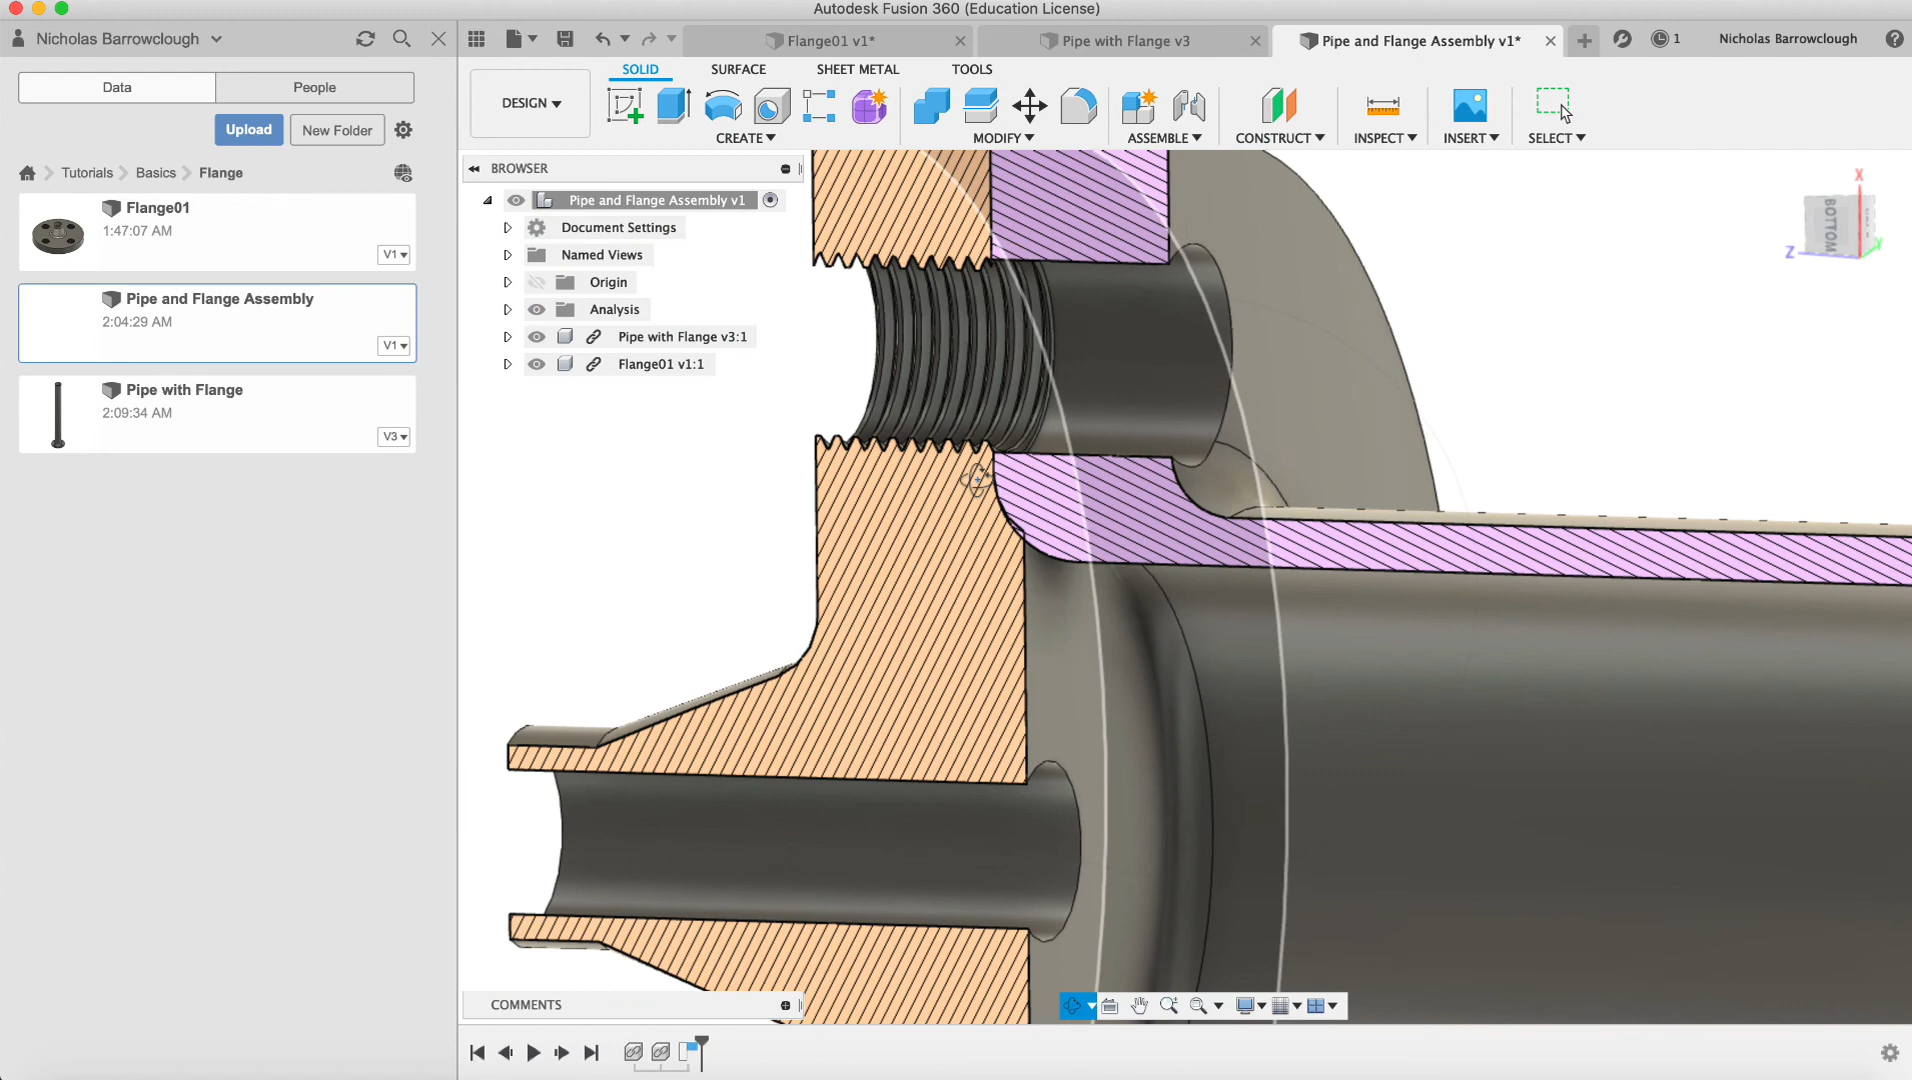 Autodesk Fusion 360 (Education License)
Nicholas Barrowclough
Flange01 v1*
Pipe with Flange v3
Pipe and Flange Assembly v1*
1
Nicholas Barrowclough
Data
People
Upload
New Folder
Tutorials
Basics
Flange
Flange01
1:47:07 AM
V1
Pipe and Flange Assembly
2:04:29 AM
V1
Pipe with Flange
2:09:34 AM
V3
DESIGN
SOLID
SURFACE
SHEET METAL
TOOLS
CREATE
MODIFY
ASSEMBLE
CONSTRUCT
INSPECT
INSERT
SELECT
BROWSER
Pipe and Flange Assembly v1
Document Settings
Named Views
Origin
Analysis
Pipe with Flange v3:1
Flange01 v1:1
X
BOTTOM
Y
Z
COMMENTS